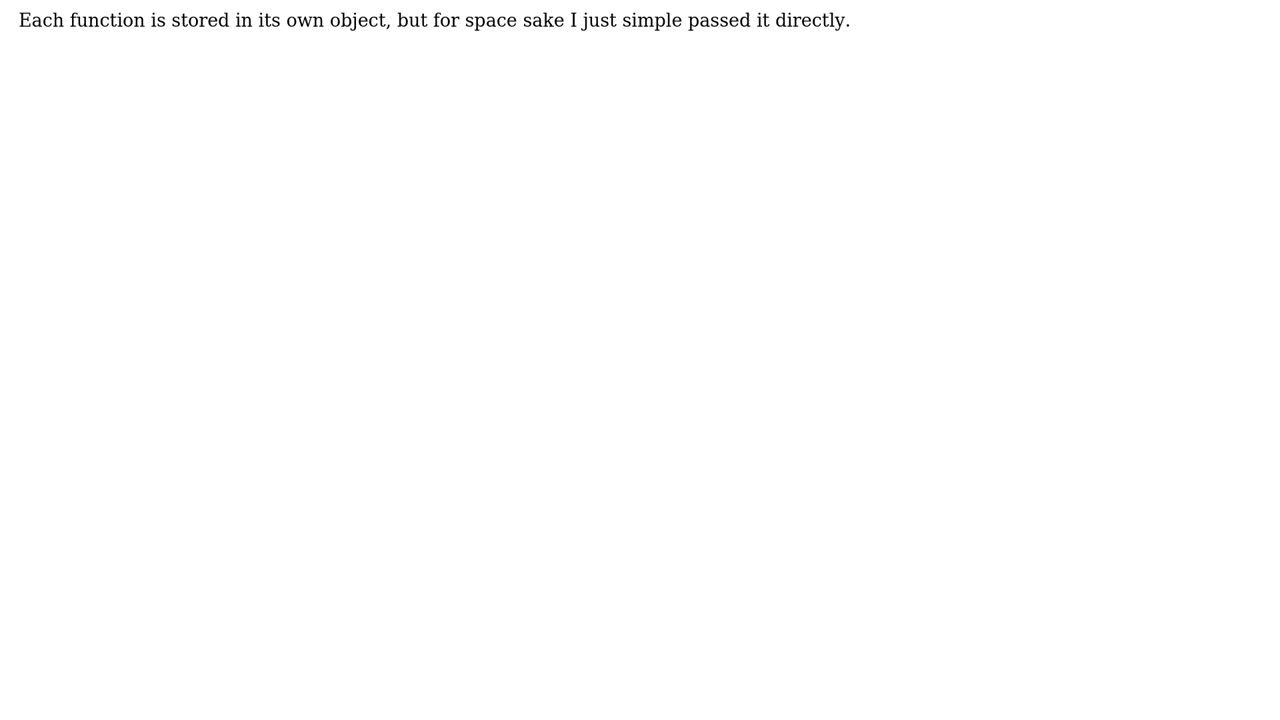 Each function is stored in its own object, but for space sake I just simple passed it directly.